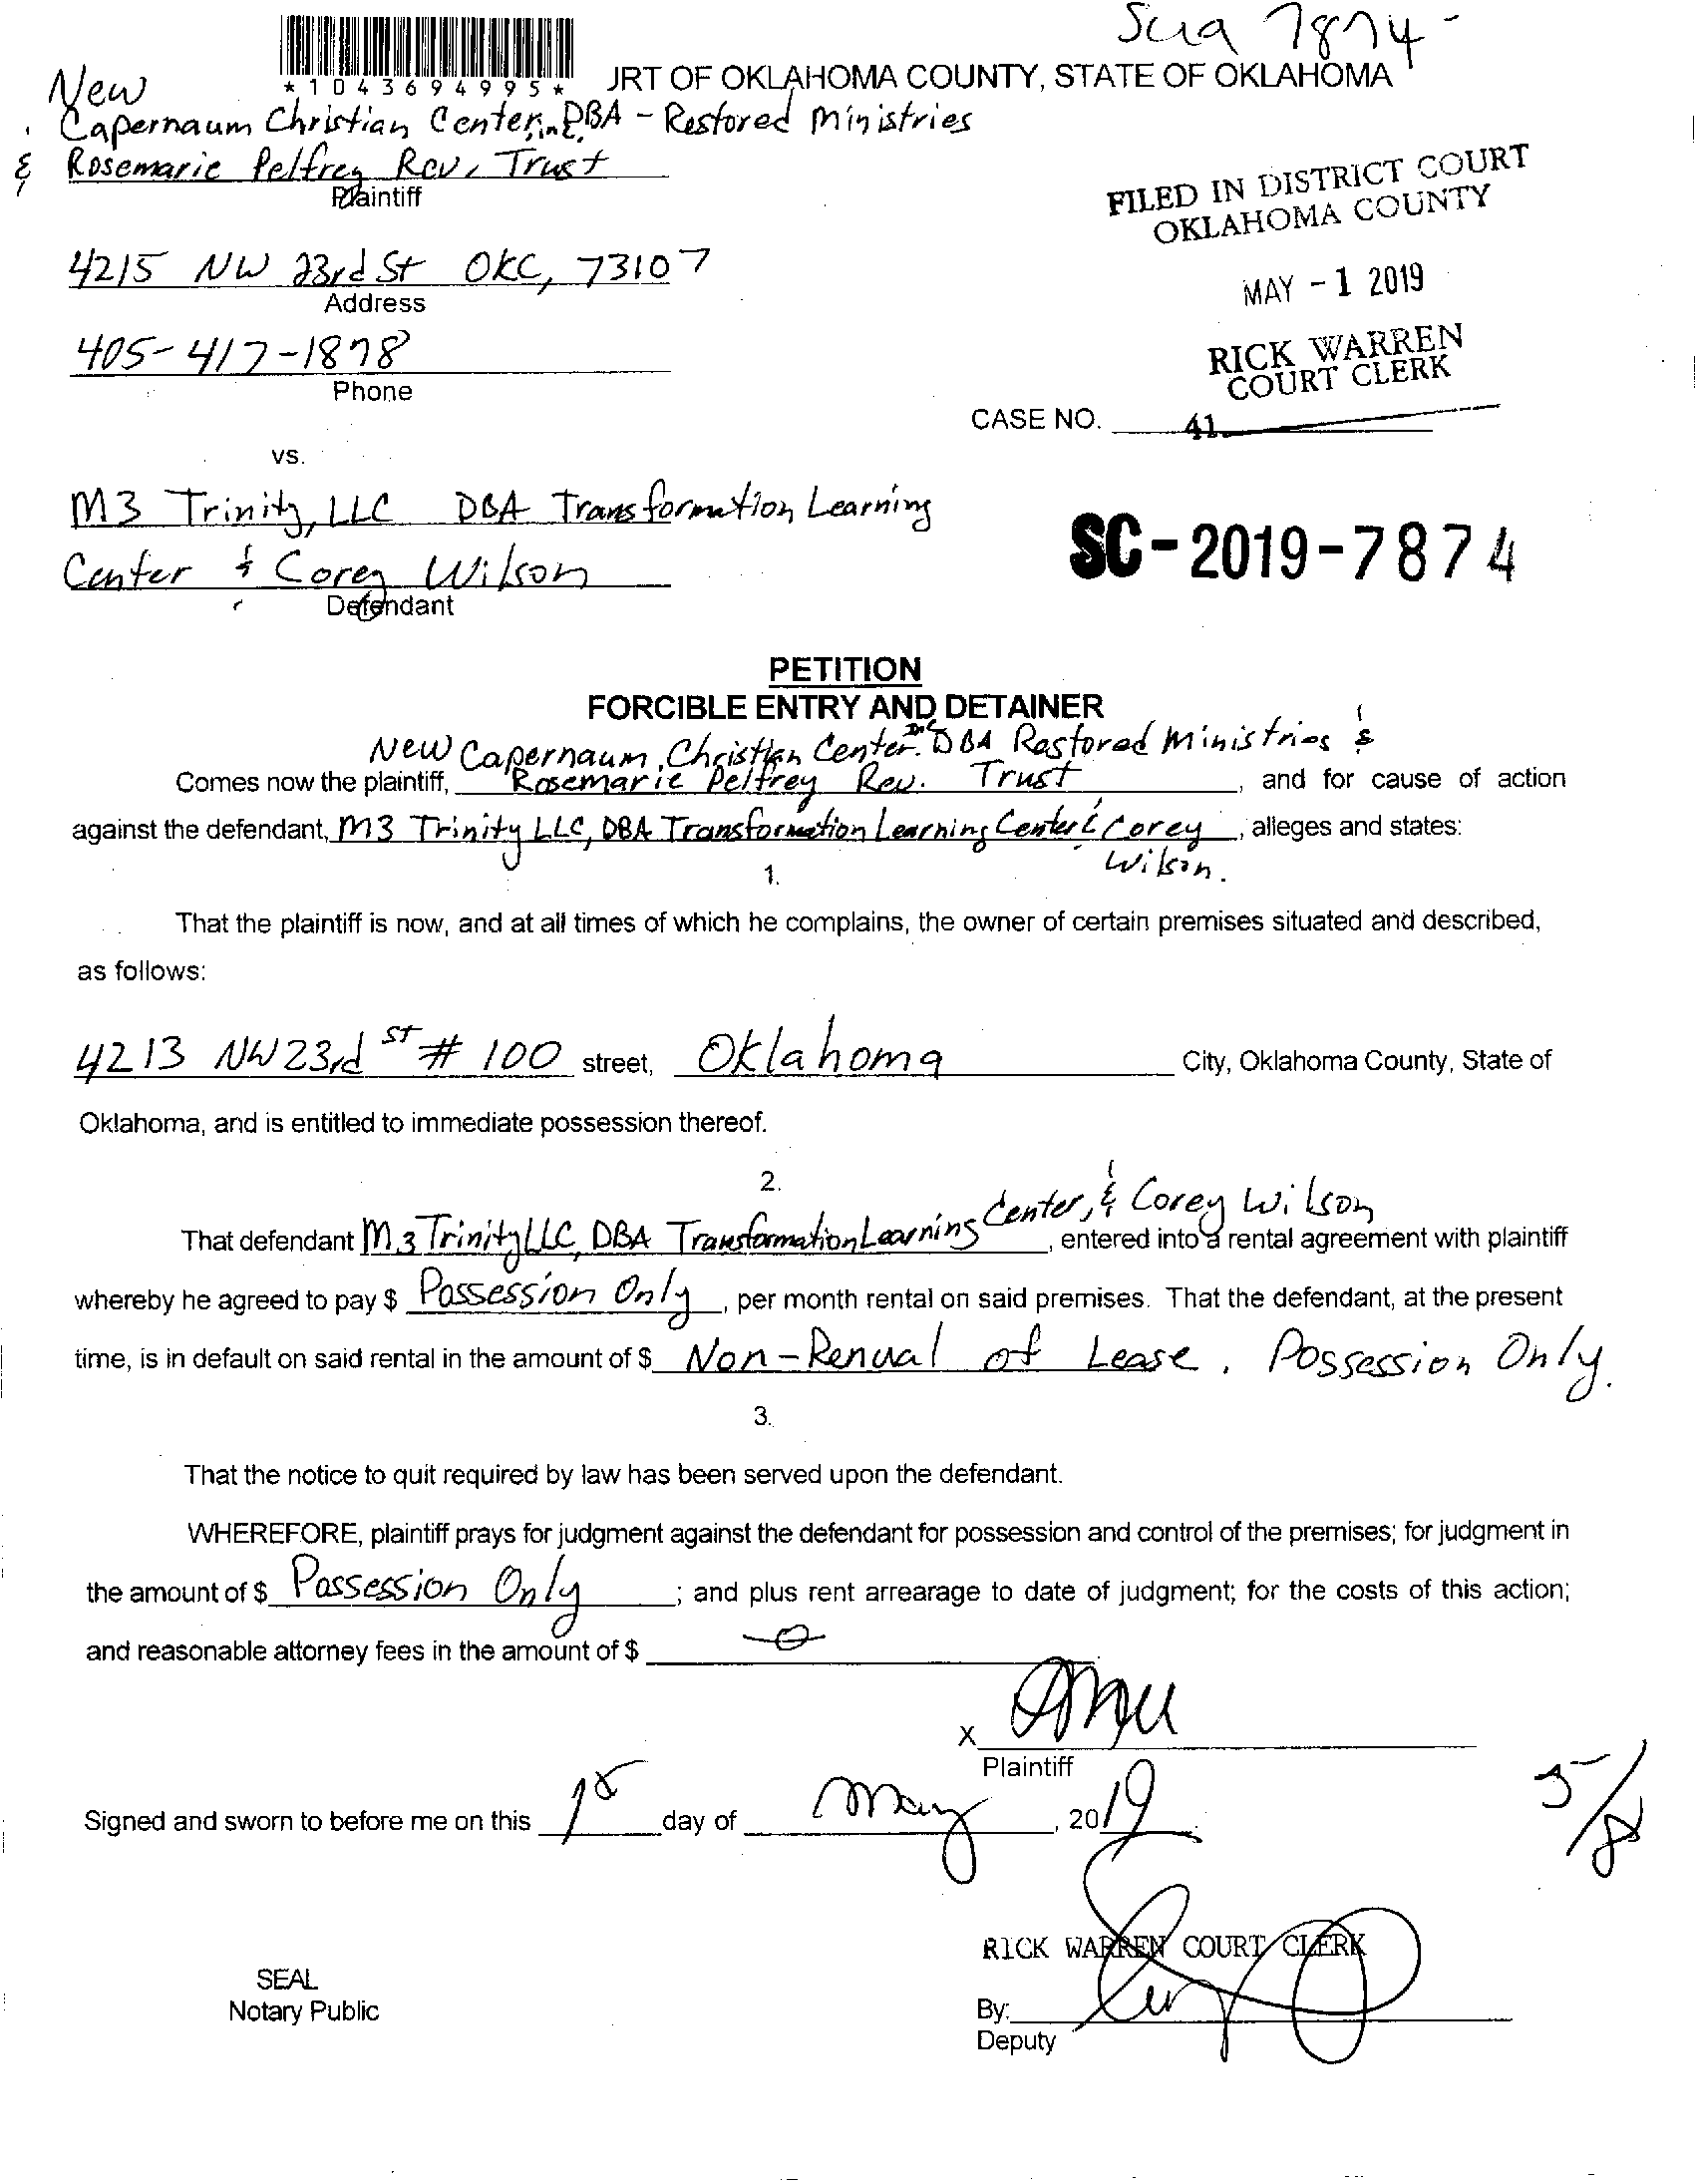 *1043694995*
JRT OF OKLAHOMA COUNTY, STATE OF OKLAHOMA
New
Capernaum Christian Center, Inc. DBA - Restored Ministries
& Rosemarie Pelfrey Rev. Trust
Plaintiff
FILED IN DISTRICT COURT
OKLAHOMA COUNTY
4215 NW 23rd St OKC, 73107
Address
MAY - 1 2019
405-417-1878
Phone
RICK WARREN
COURT CLERK
CASE NO.
41
vs.
M3 Trinity, LLC DBA Transformation Learning
Center & Corey Wilson
Defendant
SC-2019-7874
PETITION
FORCIBLE ENTRY AND DETAINER
New Capernaum Christian Center Inc DBA Restored Ministries &
Comes now the plaintiff, Rosemarie Pelfrey Rev. Trust, and for cause of action
against the defendant, M3 Trinity LLC, DBA Transformation Learning Center & Corey, alleges and states:
Wilson.
1.
That the plaintiff is now, and at all times of which he complains, the owner of certain premises situated and described,
as follows:
4213 NW 23rd ST # 100 street, Oklahoma City, Oklahoma County, State of
Oklahoma, and is entitled to immediate possession thereof.
2.
That defendant M3 Trinity LLC, DBA Transformation Learning Center, & Corey Wilson, entered into a rental agreement with plaintiff
whereby he agreed to pay $ Possession Only, per month rental on said premises. That the defendant, at the present
time, is in default on said rental in the amount of $ Non-Renual of Lease. Possession Only.
3.
That the notice to quit required by law has been served upon the defendant.
WHEREFORE, plaintiff prays for judgment against the defendant for possession and control of the premises; for judgment in
the amount of $ Possession Only; and plus rent arrearage to date of judgment; for the costs of this action;
and reasonable attorney fees in the amount of $ 0
X
Plaintiff
Signed and sworn to before me on this 1st day of May, 2019
5/8
RICK WARREN COURT CLERK
SEAL
Notary Public
By:
Deputy